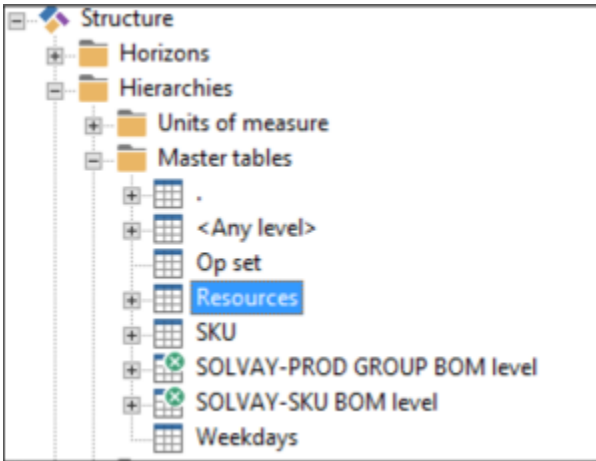 Structure
Horizons
Hierarchies
Units of measure
Master tables
.
<Any level>
Op set
Resources
SKU
SOLVAY-PROD GROUP BOM level
SOLVAY-SKU BOM level
Weekdays